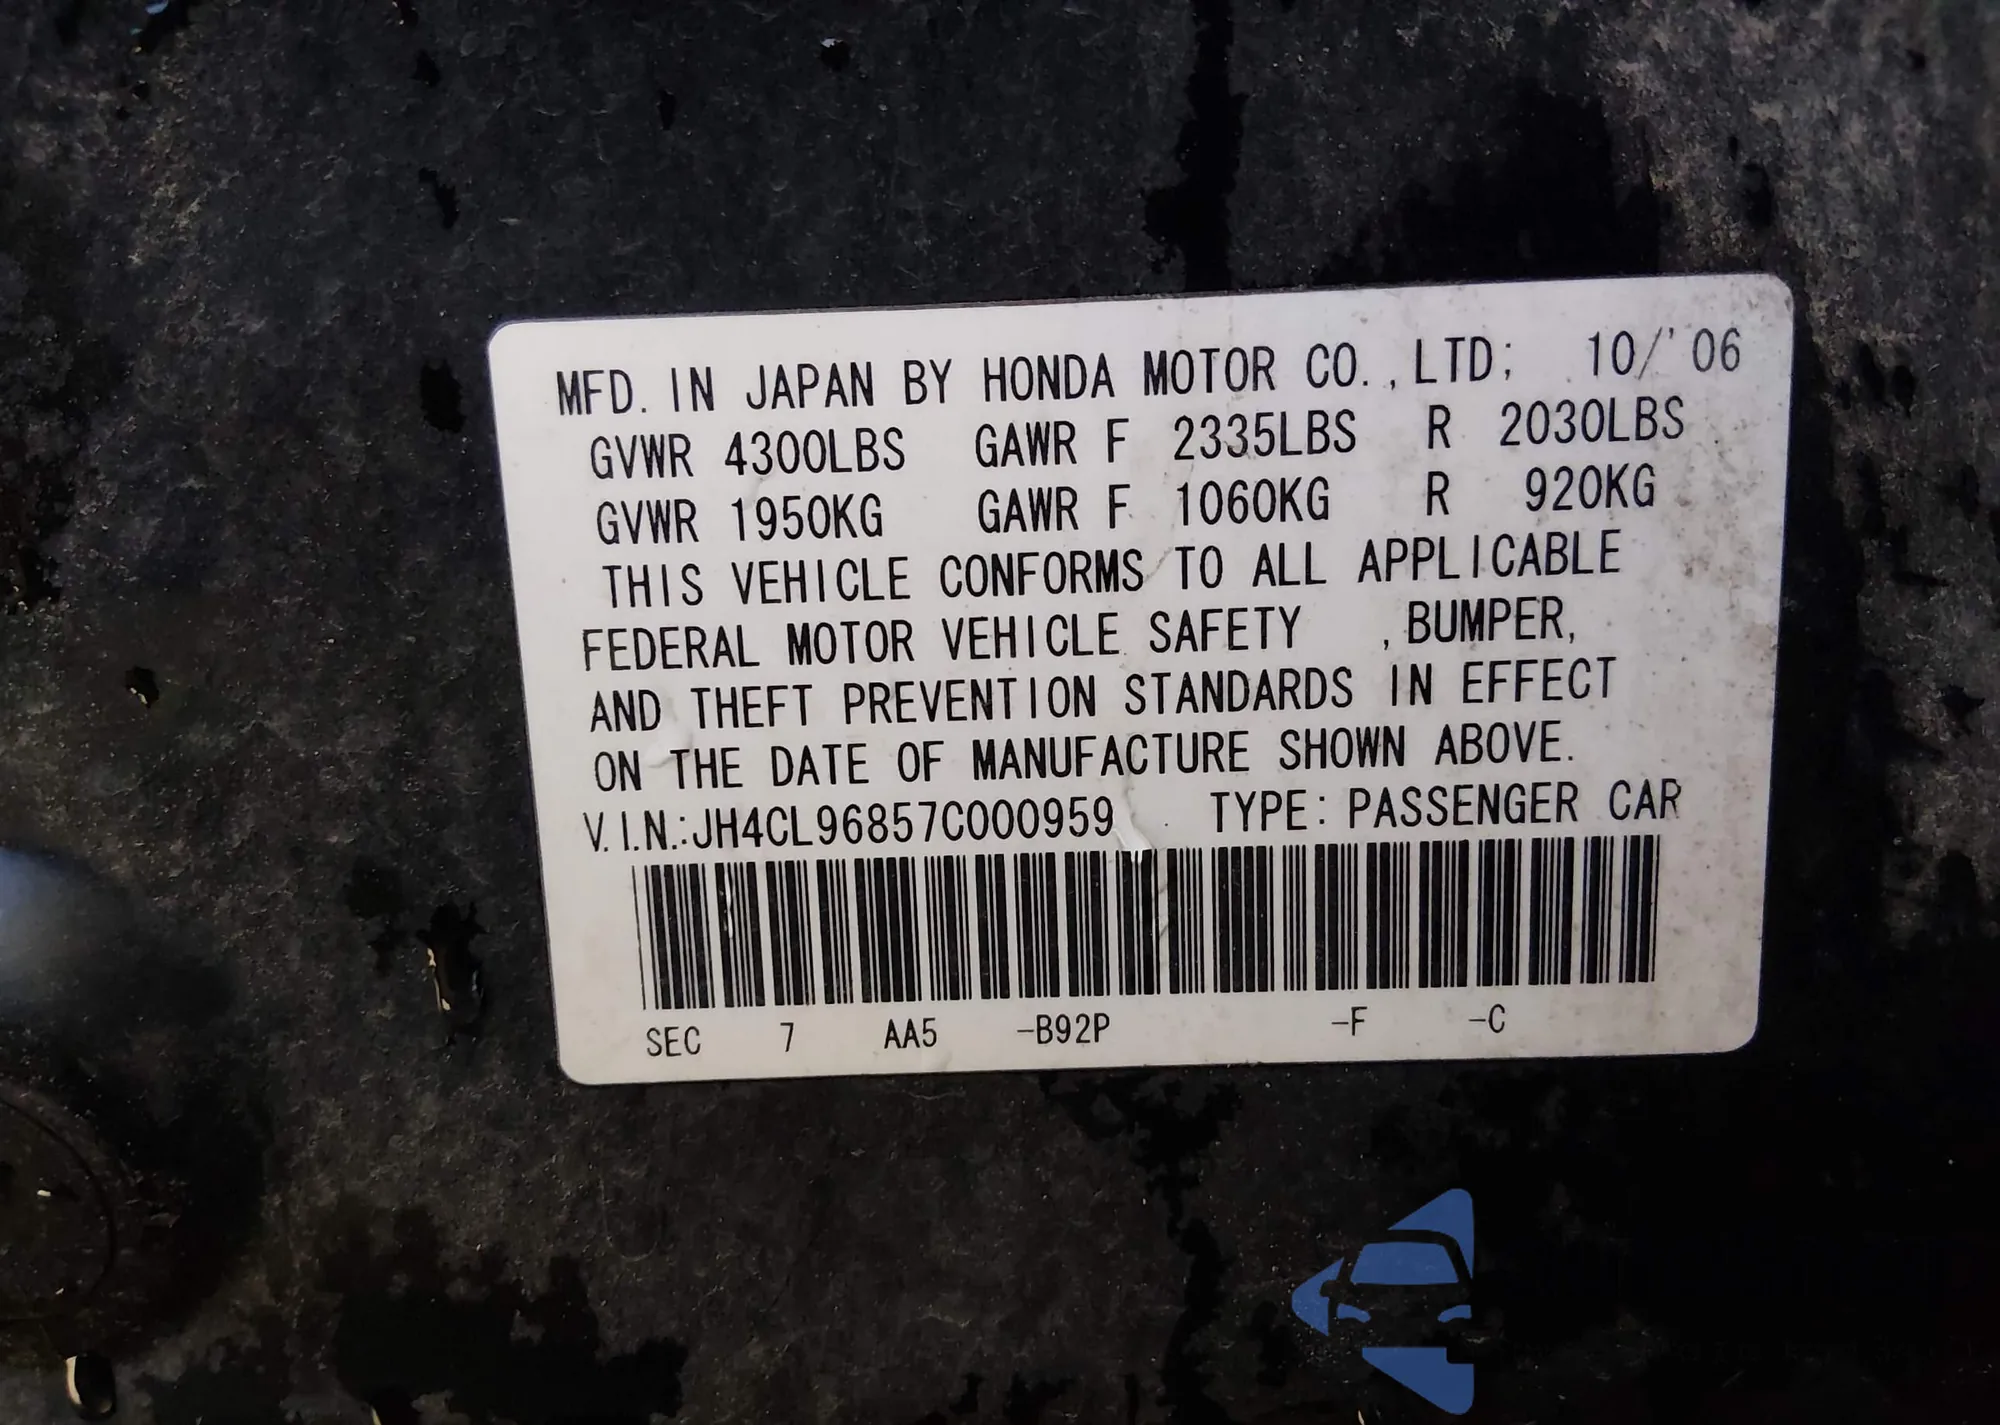 MFD. IN JAPAN BY HONDA MOTOR CO.,LTD; 10/'06
GVWR 4300LBS GAWR F 2335LBS R 2030LBS
GVWR 1950KG GAWR F 1060KG R 920KG
THIS VEHICLE CONFORMS TO ALL APPLICABLE
FEDERAL MOTOR VEHICLE SAFETY ,BUMPER,
AND THEFT PREVENTION STANDARDS IN EFFECT
ON THE DATE OF MANUFACTURE SHOWN ABOVE.
V.I.N.:JH4CL96857C000959 TYPE: PASSENGER CAR
SEC 7 AA5 -B92P -F -C